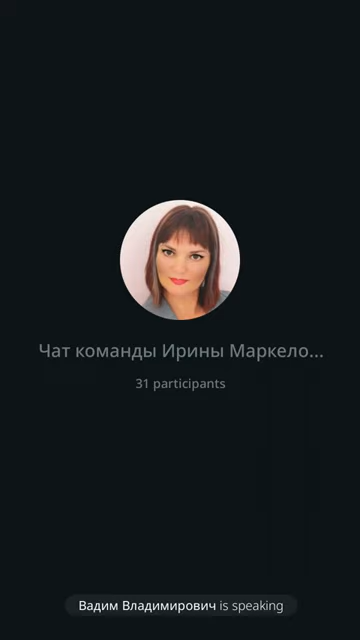 Чат команды Ирины Маркело...
31 participants
Вадим Владимирович is speaking